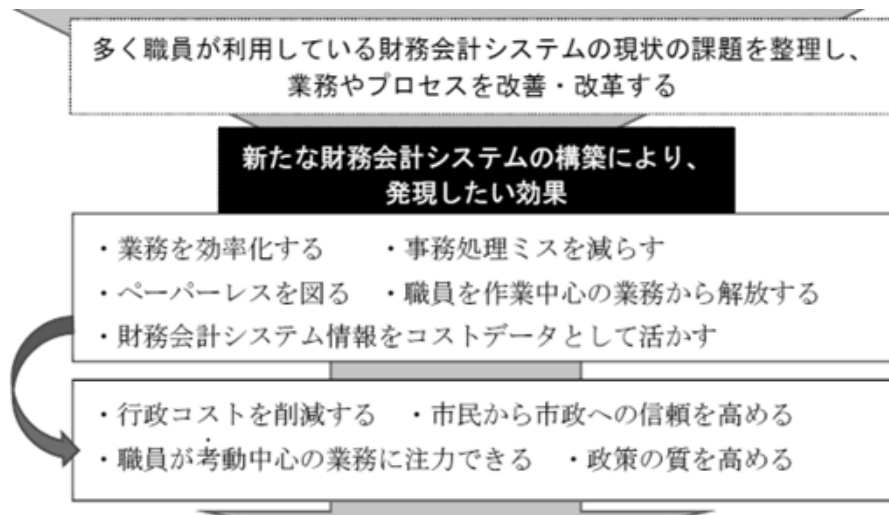 多く職員が利用している財務会計システムの現状の課題を整理し、
業務やプロセスを改善・改革する
新たな財務会計システムの構築により、
発現したい効果
・業務を効率化する　・事務処理ミスを減らす
・ペーパーレスを図る　・職員を作業中心の業務から解放する
・財務会計システム情報をコストデータとして活かす
・行政コストを削減する　・市民から市政への信頼を高める
・職員が考動中心の業務に注力できる　・政策の質を高める